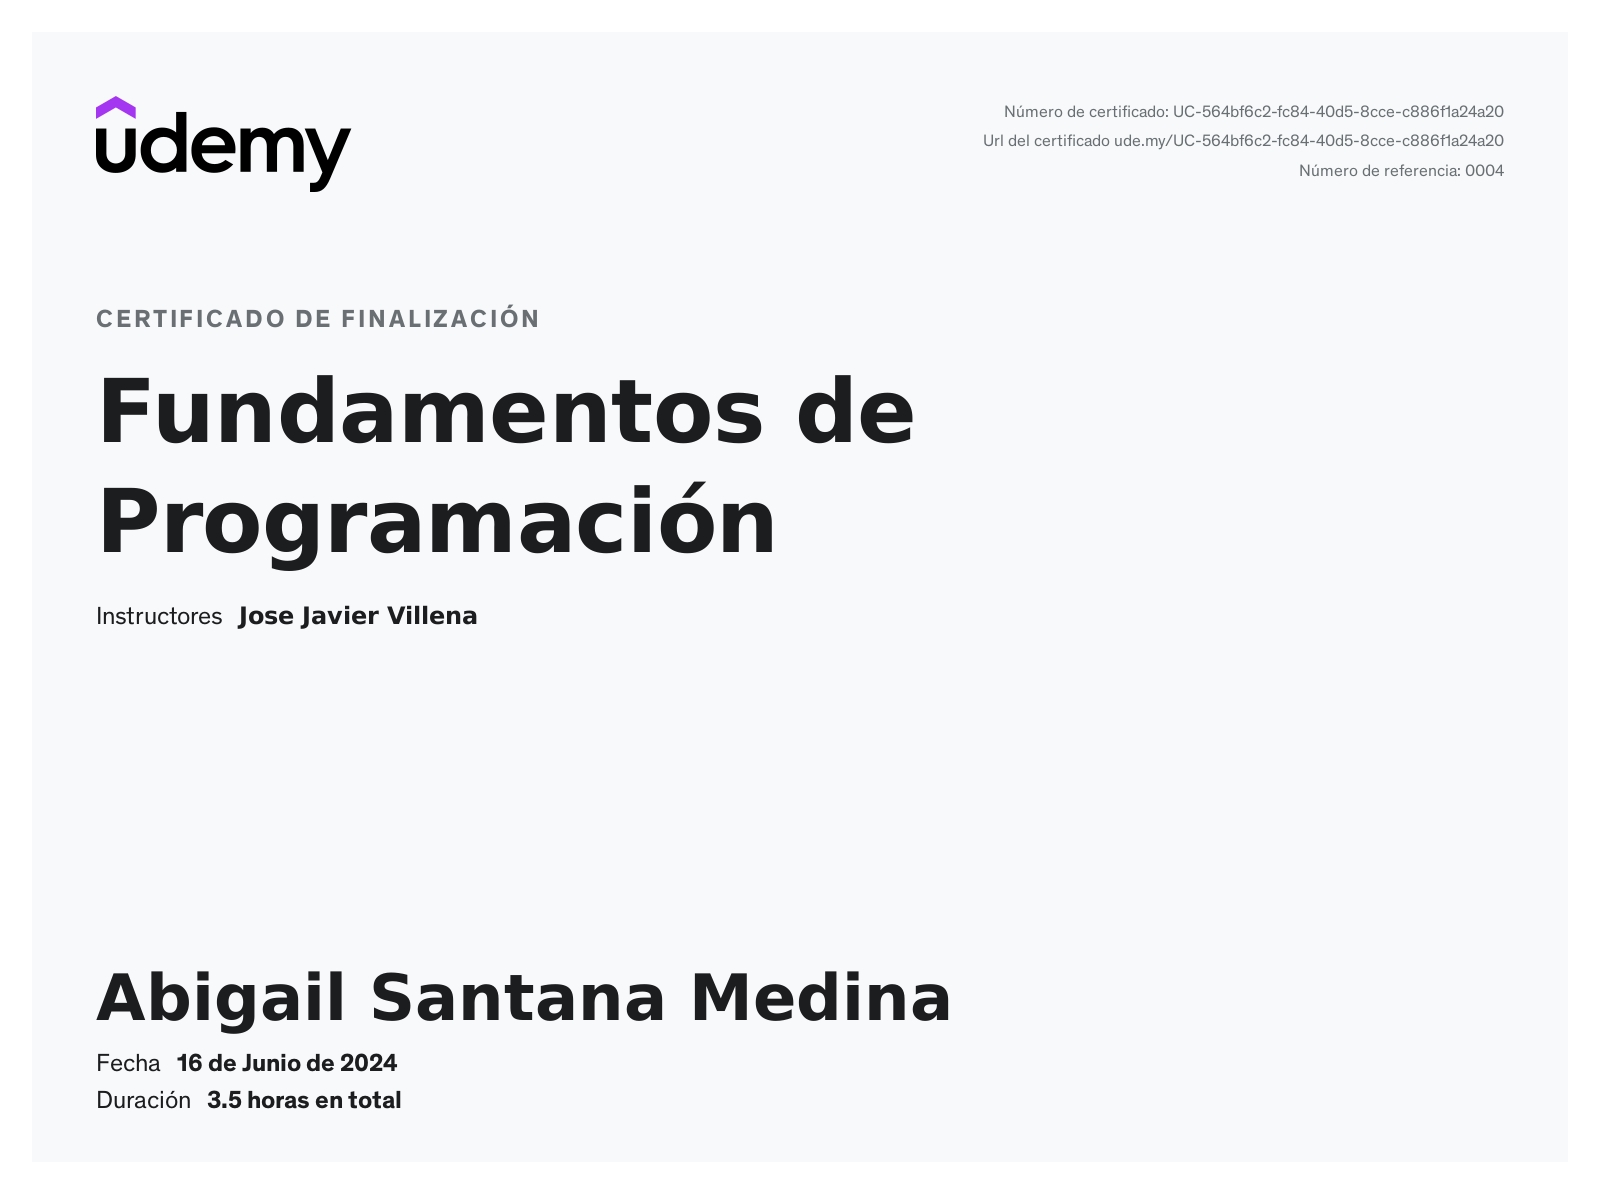 udemy
Número de certificado: UC-564bf6c2-fc84-40d5-8cce-c886f1a24a20
Url del certificado ude.my/UC-564bf6c2-fc84-40d5-8cce-c886f1a24a20
Número de referencia: 0004
CERTIFICADO DE FINALIZACIÓN
Fundamentos de
Programación
Instructores Jose Javier Villena
Abigail Santana Medina
Fecha 16 de Junio de 2024
Duración 3.5 horas en total